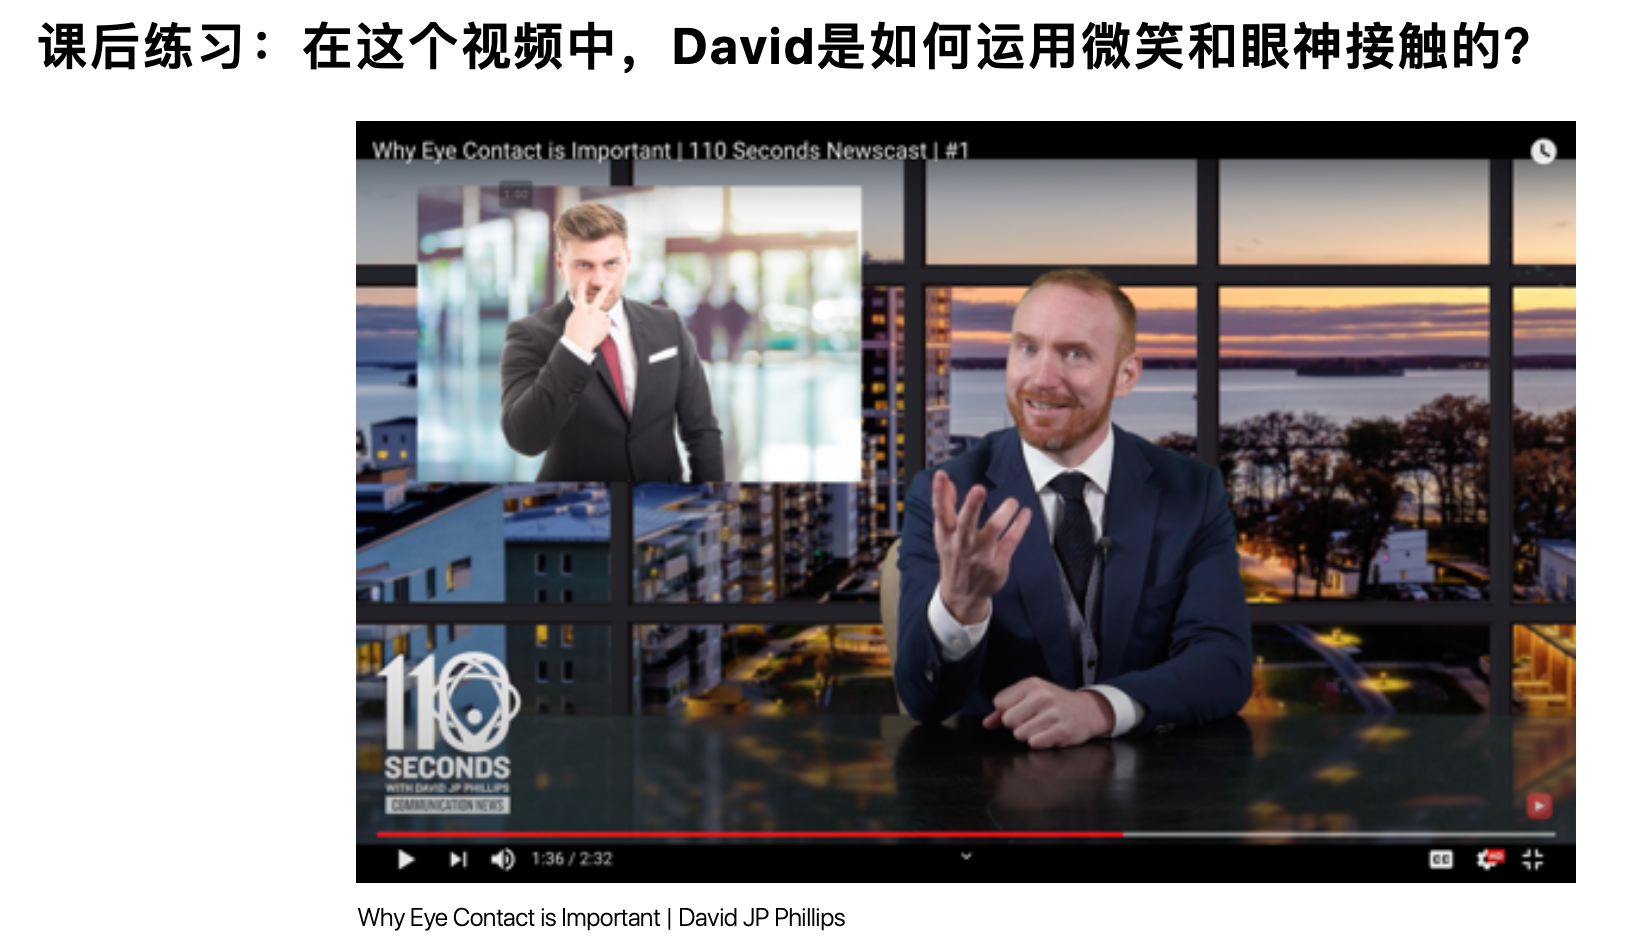 课后练习：在这个视频中，David是如何运用微笑和眼神接触的？
Why Eye Contact is Important | 110 Seconds Newscast | #1
1:00
110
SECONDS
WITH DAVID JP PHILLIPS
COMMUNICATION NEWS
1:36 / 2:32
CC
HD
Why Eye Contact is Important | David JP Phillips